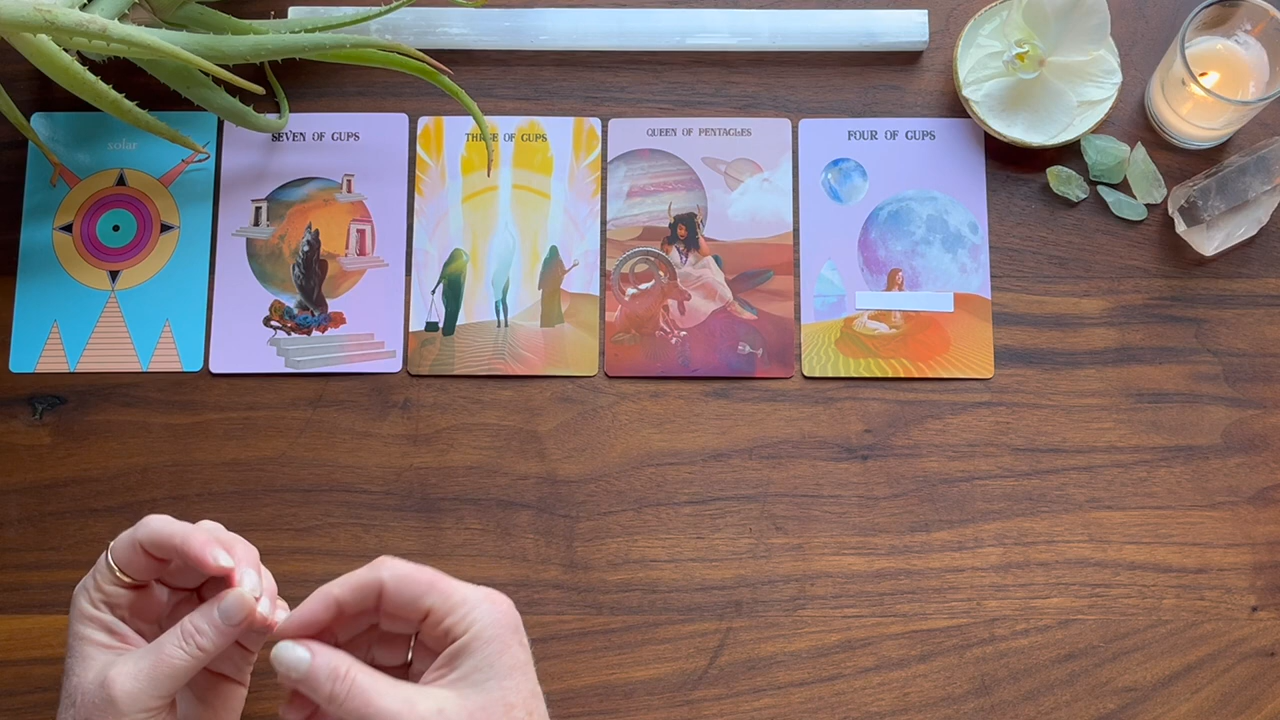 solar
SEVEN OF CUPS
THREE OF CUPS
QUEEN OF PENTACLES
FOUR OF CUPS